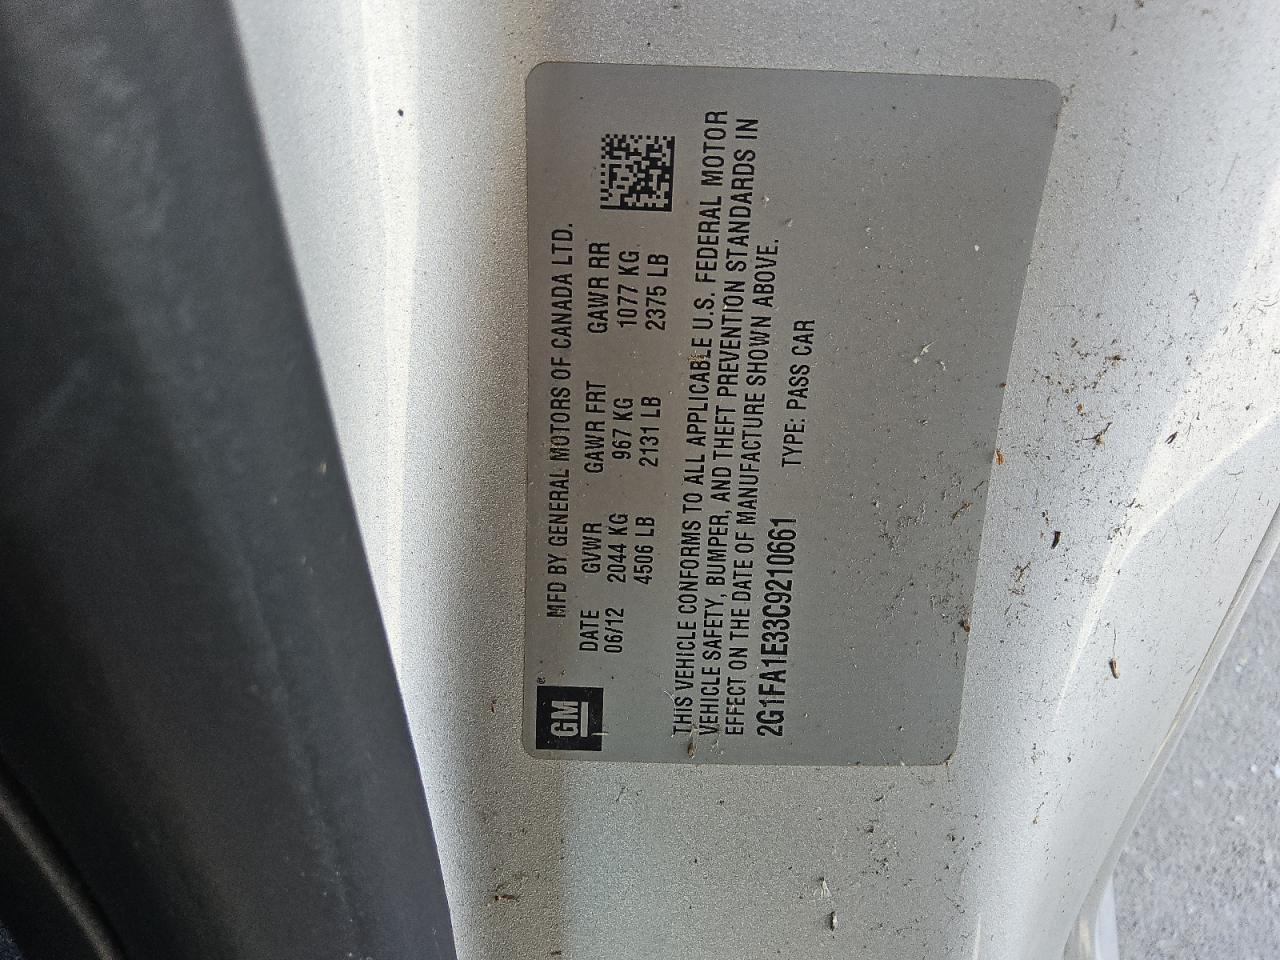 GM®
MFD BY GENERAL MOTORS OF CANADA LTD.
DATE GVWR GAWR FRT GAWR RR
06/12 2044 KG 967 KG 1077 KG
4506 LB 2131 LB 2375 LB
THIS VEHICLE CONFORMS TO ALL APPLICABLE U.S. FEDERAL MOTOR
VEHICLE SAFETY, BUMPER, AND THEFT PREVENTION STANDARDS IN
EFFECT ON THE DATE OF MANUFACTURE SHOWN ABOVE.
2G1FA1E33C9210661 TYPE: PASS CAR